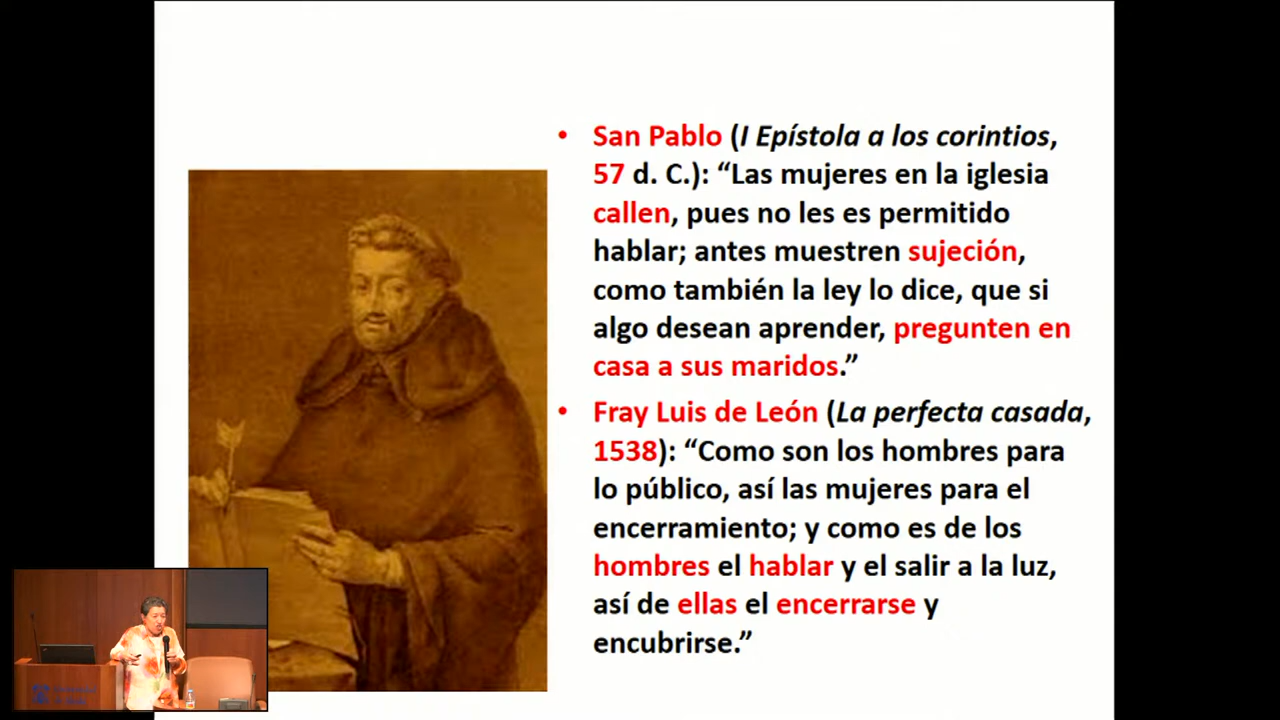 • San Pablo (I Epístola a los corintios,
57 d. C.): “Las mujeres en la iglesia
callen, pues no les es permitido
hablar; antes muestren sujeción,
como también la ley lo dice, que si
algo desean aprender, pregunten en
casa a sus maridos.”
• Fray Luis de León (La perfecta casada,
1538): “Como son los hombres para
lo público, así las mujeres para el
encerramiento; y como es de los
hombres el hablar y el salir a la luz,
así de ellas el encerrarse y
encubrirse.”